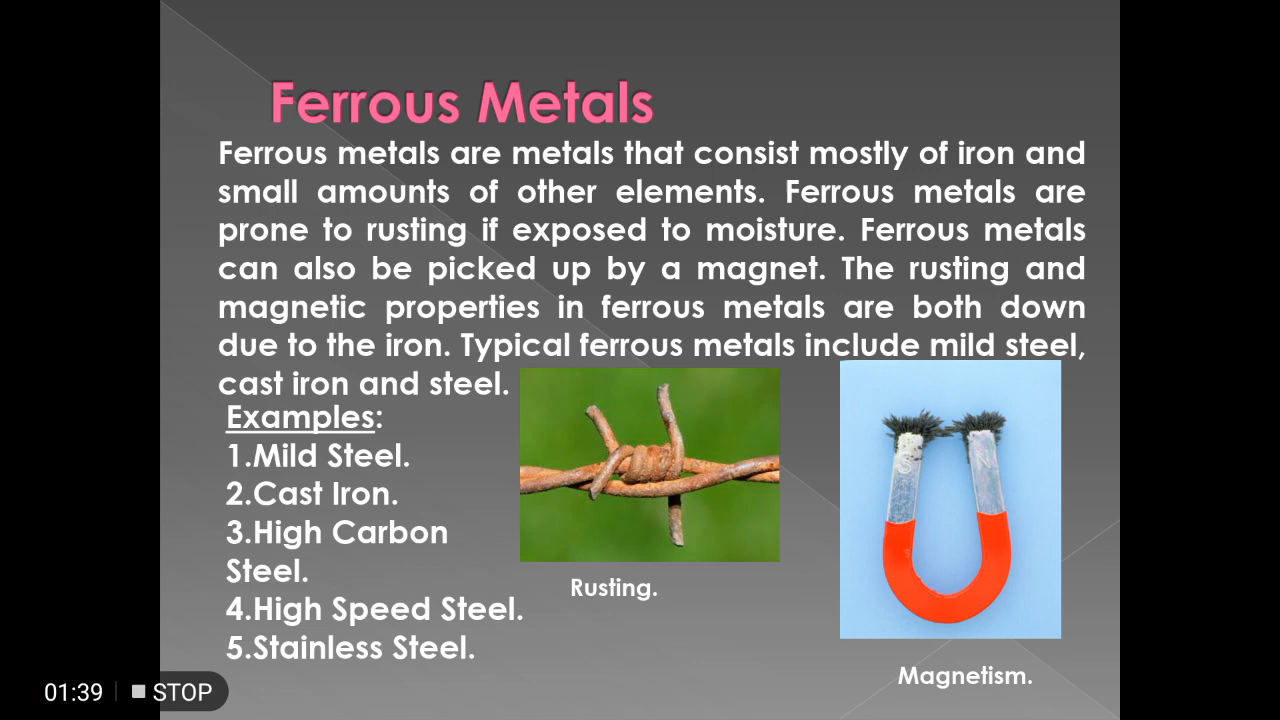 Ferrous Metals
Ferrous metals are metals that consist mostly of iron and
small amounts of other elements. Ferrous metals are
prone to rusting if exposed to moisture. Ferrous metals
can also be picked up by a magnet. The rusting and
magnetic properties in ferrous metals are both down
due to the iron. Typical ferrous metals include mild steel,
cast iron and steel.
Examples:
1.Mild Steel.
2.Cast Iron.
3.High Carbon
Steel.
4.High Speed Steel.
5.Stainless Steel.
Rusting.
S N
Magnetism.
01:39 STOP